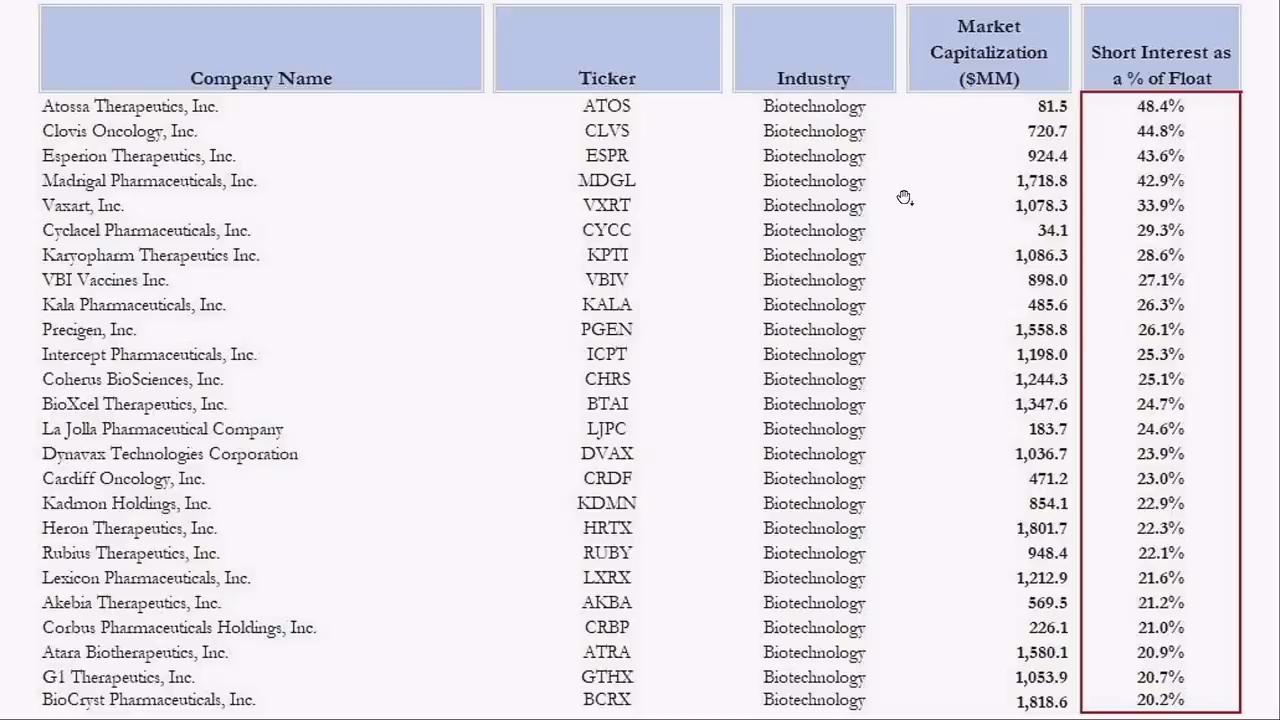 Company Name Ticker Industry Market Capitalization ($MM) Short Interest as a % of Float
Atossa Therapeutics, Inc. ATOS Biotechnology 81.5 48.4%
Clovis Oncology, Inc. CLVS Biotechnology 720.7 44.8%
Esperion Therapeutics, Inc. ESPR Biotechnology 924.4 43.6%
Madrigal Pharmaceuticals, Inc. MDGL Biotechnology 1,718.8 42.9%
Vaxart, Inc. VXRT Biotechnology 1,078.3 33.9%
Cyclacel Pharmaceuticals, Inc. CYCC Biotechnology 34.1 29.3%
Karyopharm Therapeutics Inc. KPTI Biotechnology 1,086.3 28.6%
VBI Vaccines Inc. VBIV Biotechnology 898.0 27.1%
Kala Pharmaceuticals, Inc. KALA Biotechnology 485.6 26.3%
Precigen, Inc. PGEN Biotechnology 1,558.8 26.1%
Intercept Pharmaceuticals, Inc. ICPT Biotechnology 1,198.0 25.3%
Coherus BioSciences, Inc. CHRS Biotechnology 1,244.3 25.1%
BioXcel Therapeutics, Inc. BTAI Biotechnology 1,347.6 24.7%
La Jolla Pharmaceutical Company LJPC Biotechnology 183.7 24.6%
Dynavax Technologies Corporation DVAX Biotechnology 1,036.7 23.9%
Cardiff Oncology, Inc. CRDF Biotechnology 471.2 23.0%
Kadmon Holdings, Inc. KDMN Biotechnology 854.1 22.9%
Heron Therapeutics, Inc. HRTX Biotechnology 1,801.7 22.3%
Rubius Therapeutics, Inc. RUBY Biotechnology 948.4 22.1%
Lexicon Pharmaceuticals, Inc. LXRX Biotechnology 1,212.9 21.6%
Akebia Therapeutics, Inc. AKBA Biotechnology 569.5 21.2%
Corbus Pharmaceuticals Holdings, Inc. CRBP Biotechnology 226.1 21.0%
Atara Biotherapeutics, Inc. ATRA Biotechnology 1,580.1 20.9%
G1 Therapeutics, Inc. GTHX Biotechnology 1,053.9 20.7%
BioCryst Pharmaceuticals, Inc. BCRX Biotechnology 1,818.6 20.2%